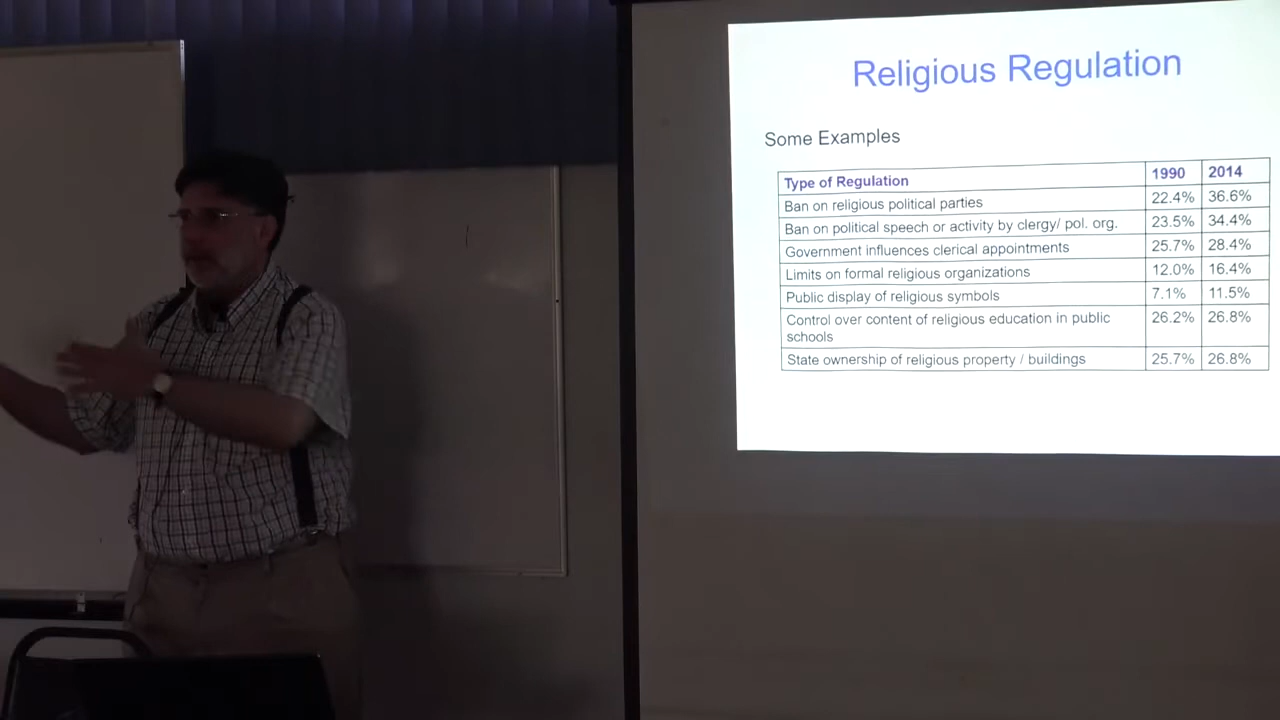 Religious Regulation
Some Examples
Type of Regulation 1990 2014
Ban on religious political parties 22.4% 36.6%
Ban on political speech or activity by clergy/ pol. org. 23.5% 34.4%
Government influences clerical appointments 25.7% 28.4%
Limits on formal religious organizations 12.0% 16.4%
Public display of religious symbols 7.1% 11.5%
Control over content of religious education in public 26.2% 26.8%
schools
State ownership of religious property / buildings 25.7% 26.8%